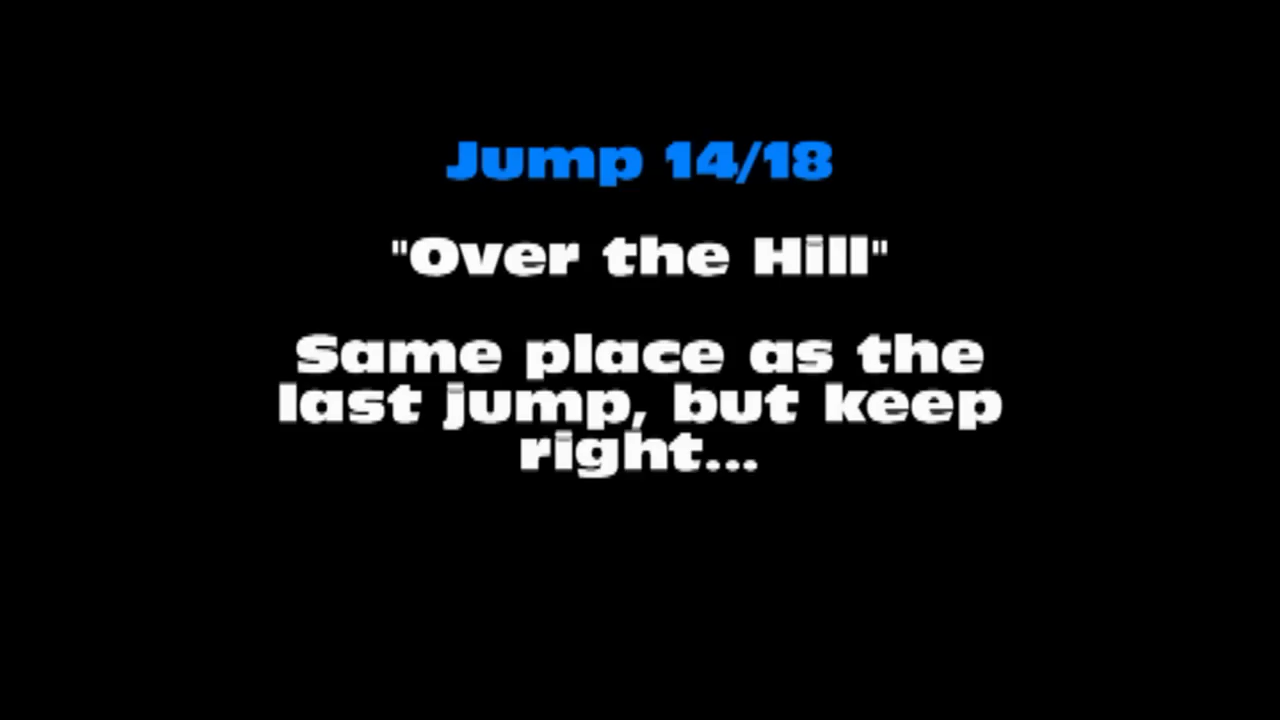 Jump 14/18
"Over the Hill"
Same place as the
last jump, but keep
right...